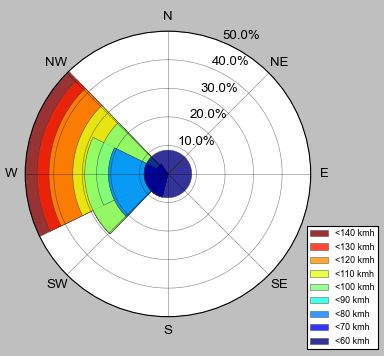 N
50.0%
NW
40.0%
NE
30.0%
20.0%
10.0%
W
E
<140 kmh
<130 kmh
<120 kmh
<110 kmh
<100 kmh
<90 kmh
<80 kmh
<70 kmh
<60 kmh
SW
SE
S